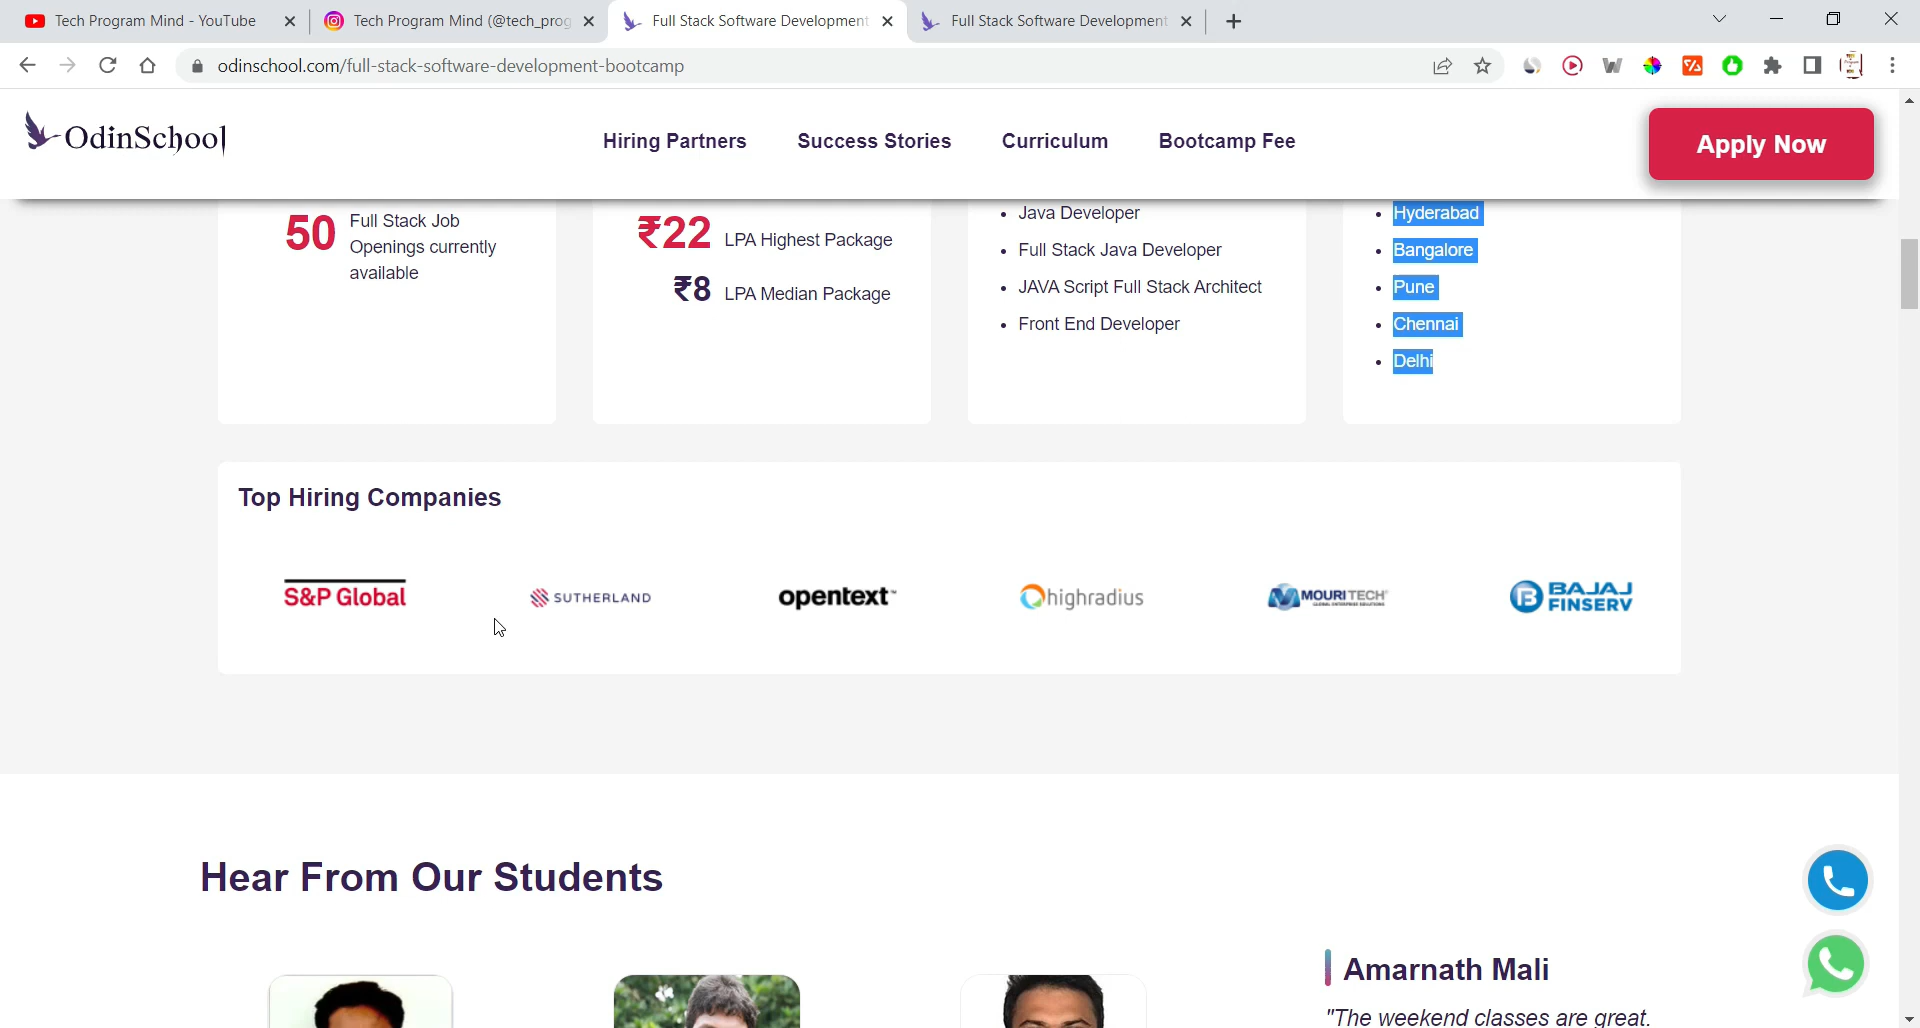 Tech Program Mind - YouTube
Tech Program Mind (@tech_prog
Full Stack Software Development
Full Stack Software Development
odinschool.com/full-stack-software-development-bootcamp
OdinSchool
Hiring Partners
Success Stories
Curriculum
Bootcamp Fee
Apply Now
50 Full Stack Job
Openings currently
available
₹22 LPA Highest Package
₹8 LPA Median Package
Java Developer
Full Stack Java Developer
JAVA Script Full Stack Architect
Front End Developer
Hyderabad
Bangalore
Pune
Chennai
Delhi
Top Hiring Companies
S&P Global
SUTHERLAND
opentext™
highradius
MOURI TECH
GLOBAL ENTERPRISE SOLUTIONS
BAJAJ
FINSERV
Hear From Our Students
Amarnath Mali
"The weekend classes are great.